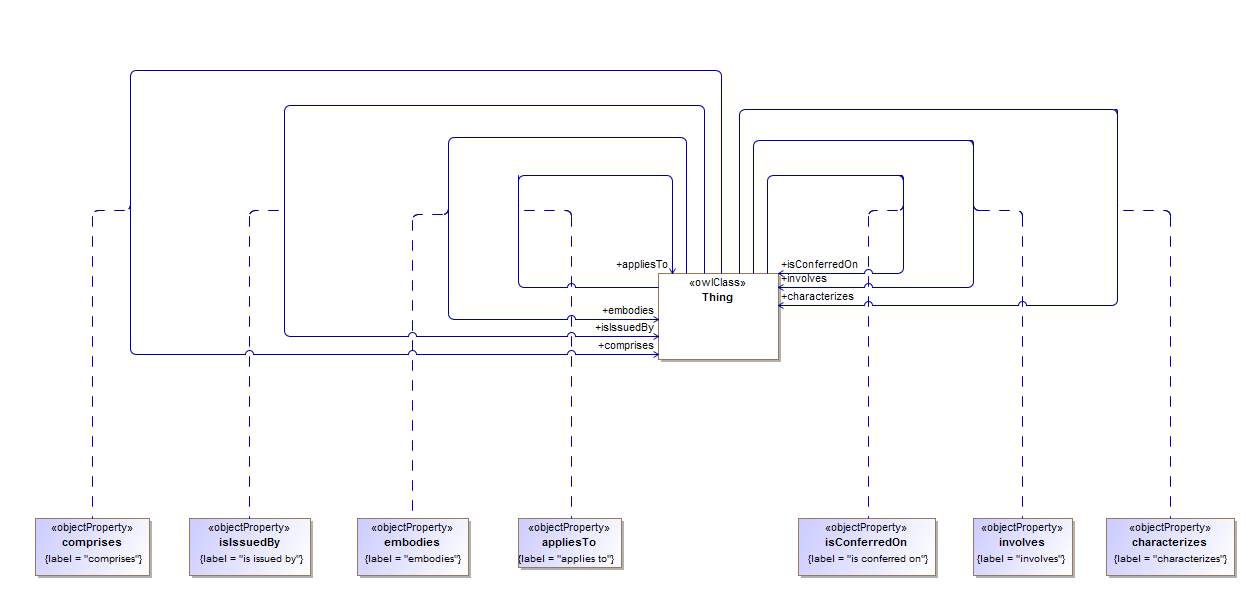 +appliesTo
+isConferredOn
+involves
+characterizes
«owlClass»
Thing
+embodies
+isIssuedBy
+comprises
«objectProperty»
comprises
{label = "comprises"}
«objectProperty»
isIssuedBy
{label = "is issued by"}
«objectProperty»
embodies
{label = "embodies"}
«objectProperty»
appliesTo
{label = "applies to"}
«objectProperty»
isConferredOn
{label = "is conferred on"}
«objectProperty»
involves
{label = "involves"}
«objectProperty»
characterizes
{label = "characterizes"}